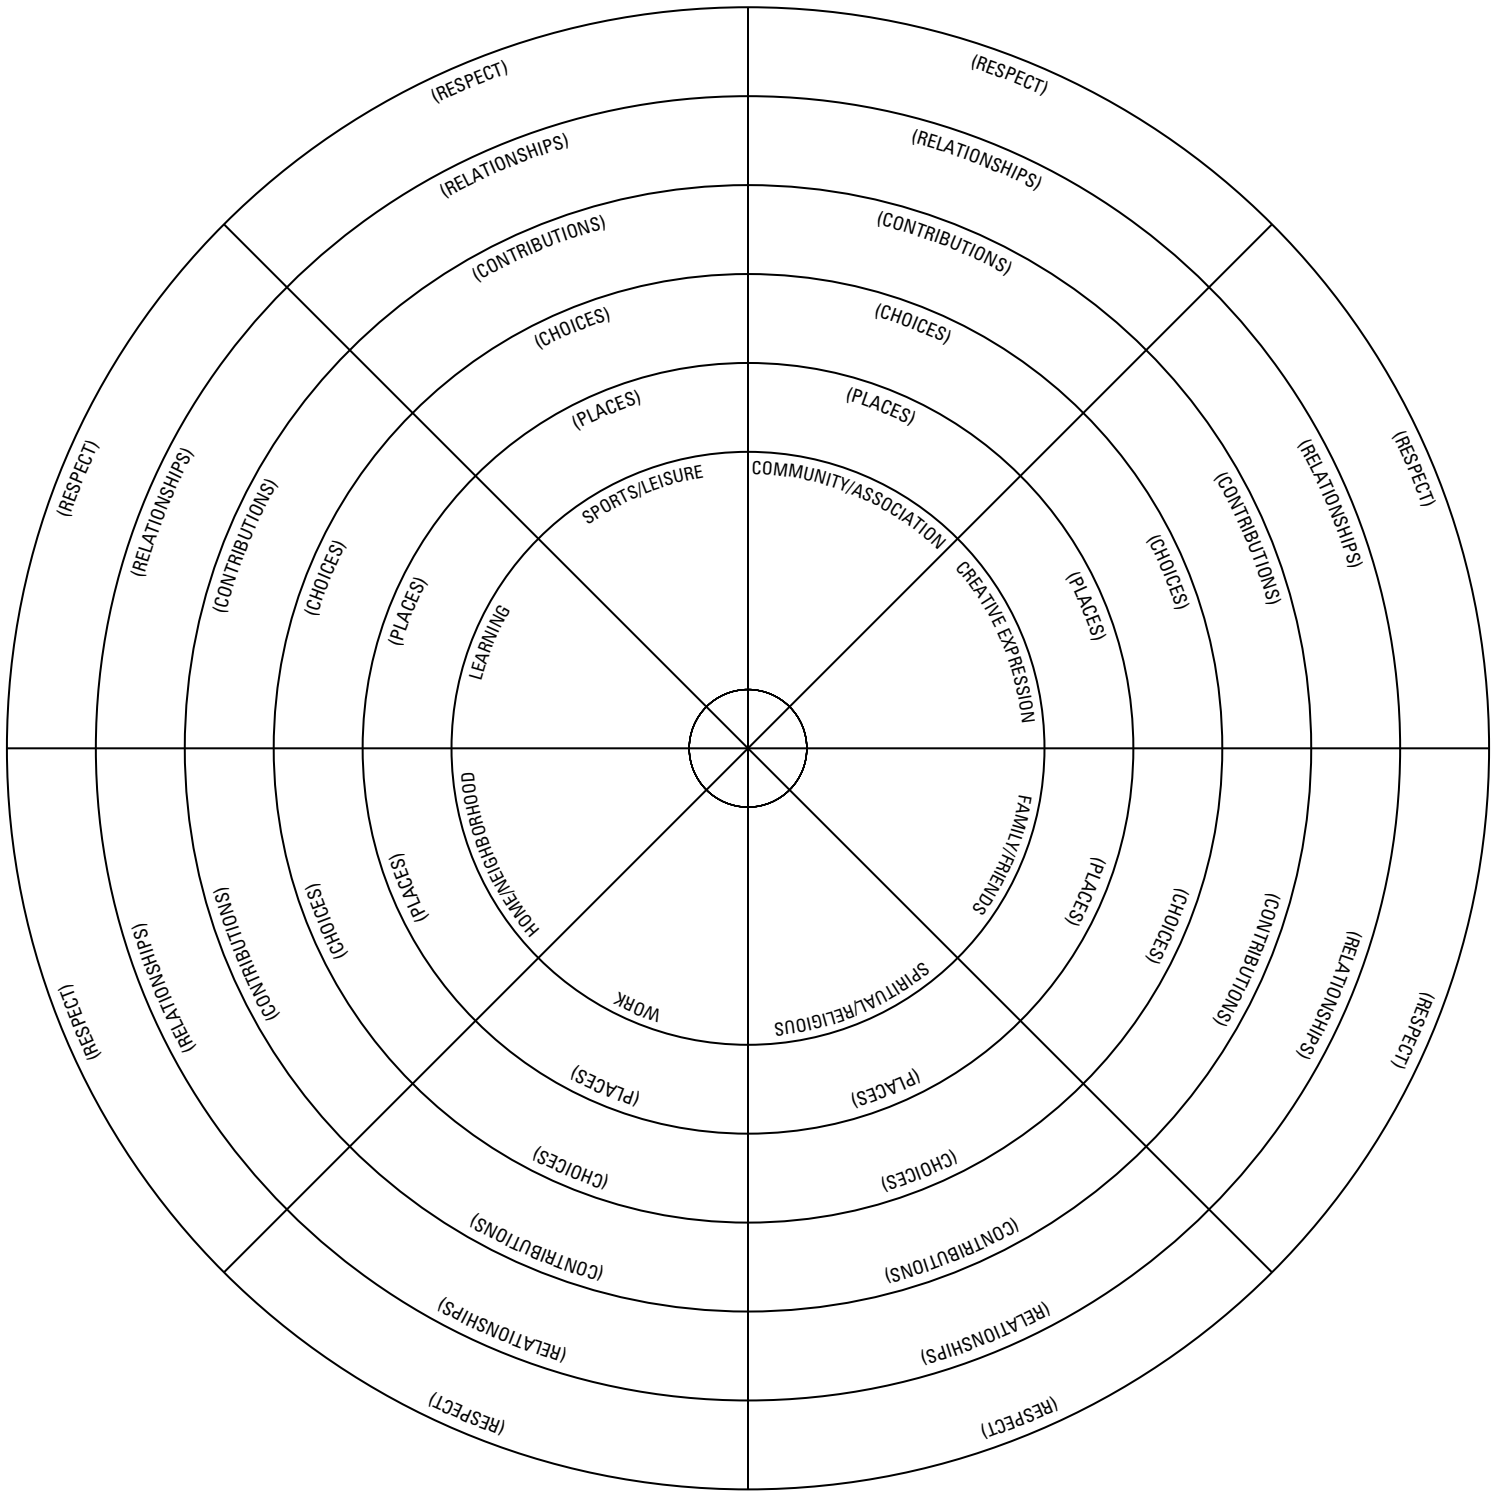 (RESPECT)
(RELATIONSHIPS)
(CONTRIBUTIONS)
(CHOICES)
(PLACES)
COMMUNITY/ASSOCIATION
(RESPECT)
(RELATIONSHIPS)
(CONTRIBUTIONS)
(CHOICES)
(PLACES)
CREATIVE EXPRESSION
(RESPECT)
(RELATIONSHIPS)
(CONTRIBUTIONS)
(CHOICES)
(PLACES)
FAMILY/FRIENDS
(RESPECT)
(RELATIONSHIPS)
(CONTRIBUTIONS)
(CHOICES)
(PLACES)
SPIRITUAL/RELIGIOUS
(RESPECT)
(RELATIONSHIPS)
(CONTRIBUTIONS)
(CHOICES)
(PLACES)
WORK
(RESPECT)
(RELATIONSHIPS)
(CONTRIBUTIONS)
(CHOICES)
(PLACES)
HOME/NEIGHBORHOOD
(RESPECT)
(RELATIONSHIPS)
(CONTRIBUTIONS)
(CHOICES)
(PLACES)
LEARNING
(RESPECT)
(RELATIONSHIPS)
(CONTRIBUTIONS)
(CHOICES)
(PLACES)
SPORTS/LEISURE